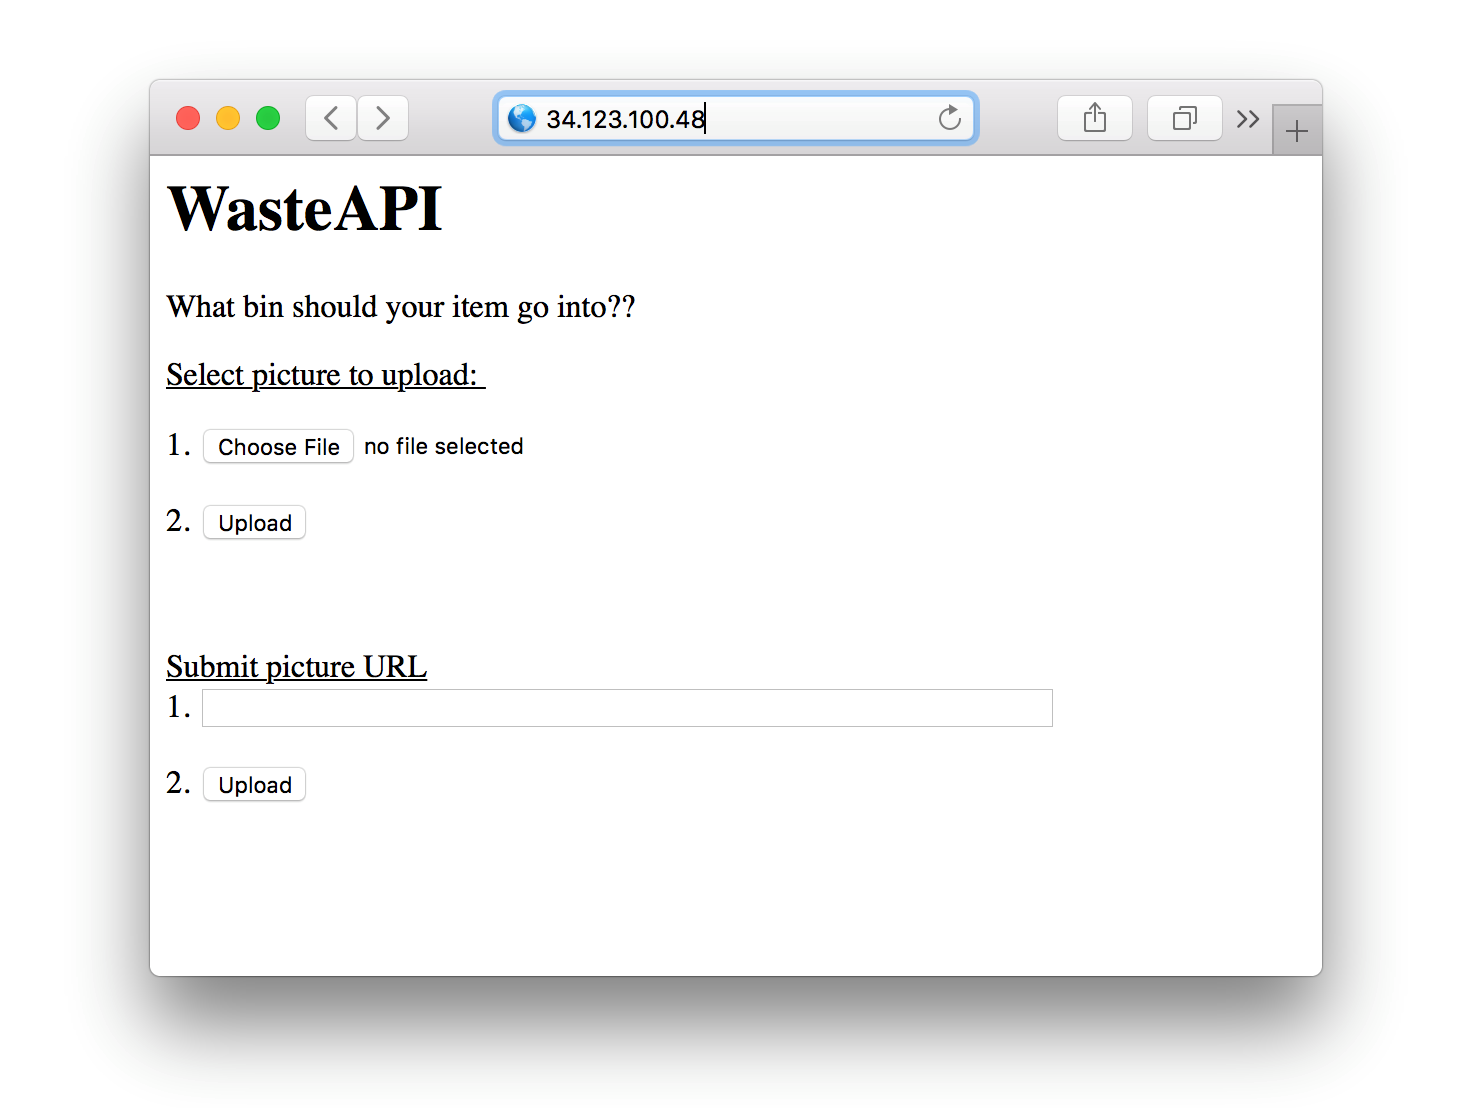 34.123.100.48
WasteAPI
What bin should your item go into??
Select picture to upload:
1. Choose File no file selected
2. Upload
Submit picture URL
1.
2. Upload